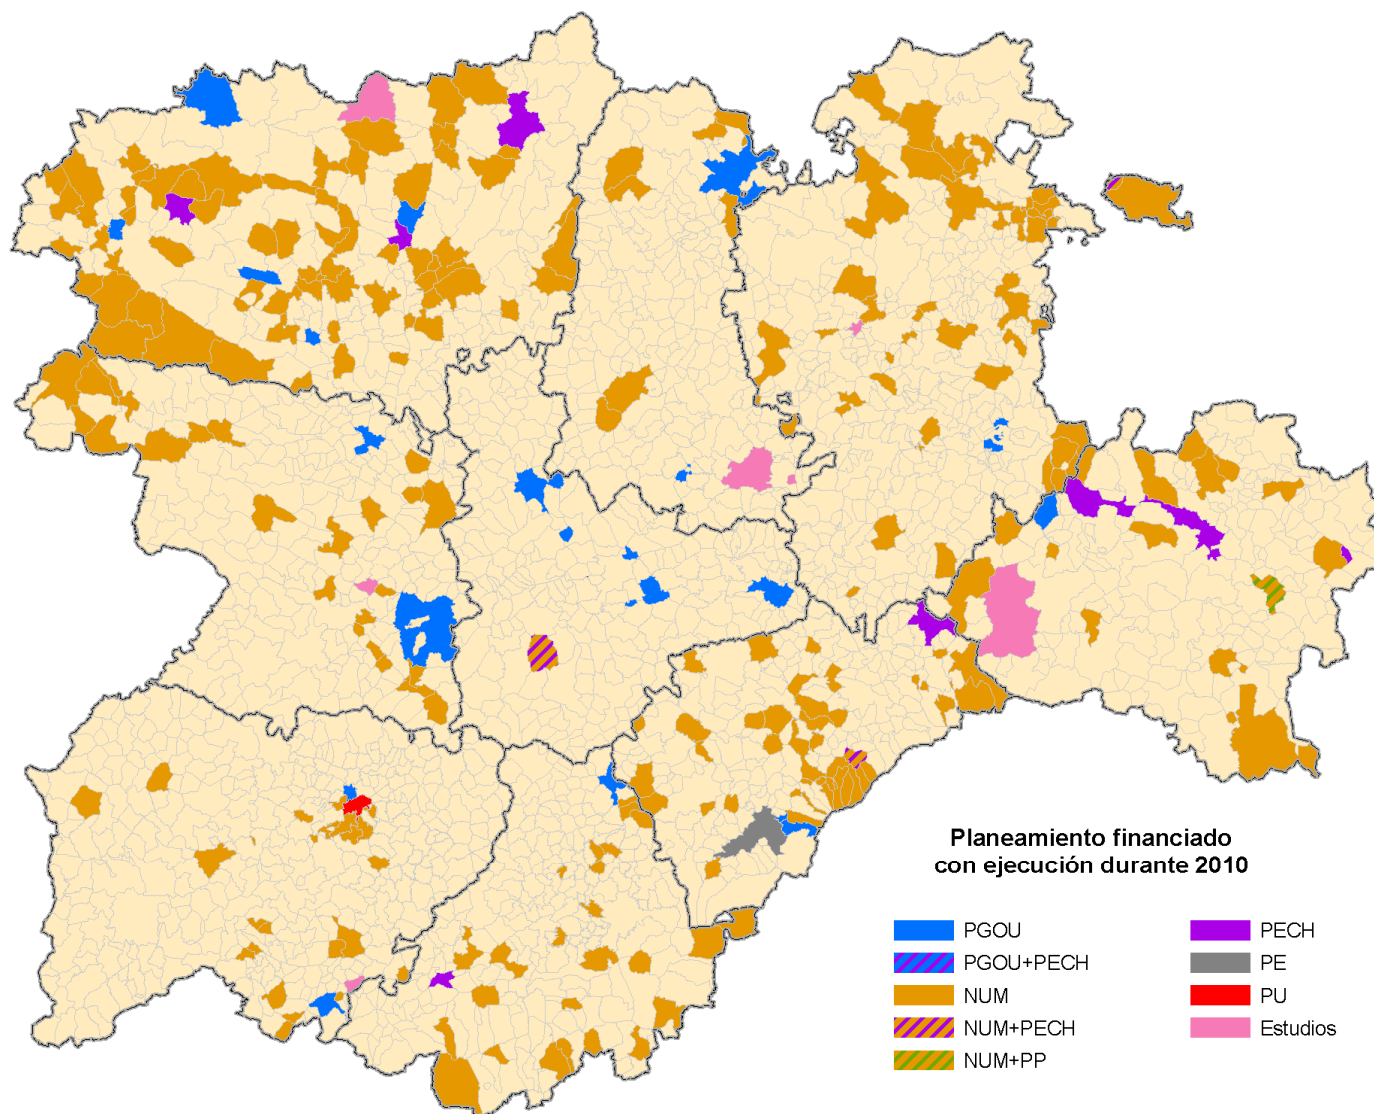 Planeamiento financiado
con ejecución durante 2010
PGOU
PGOU+PECH
NUM
NUM+PECH
NUM+PP
PECH
PE
PU
Estudios